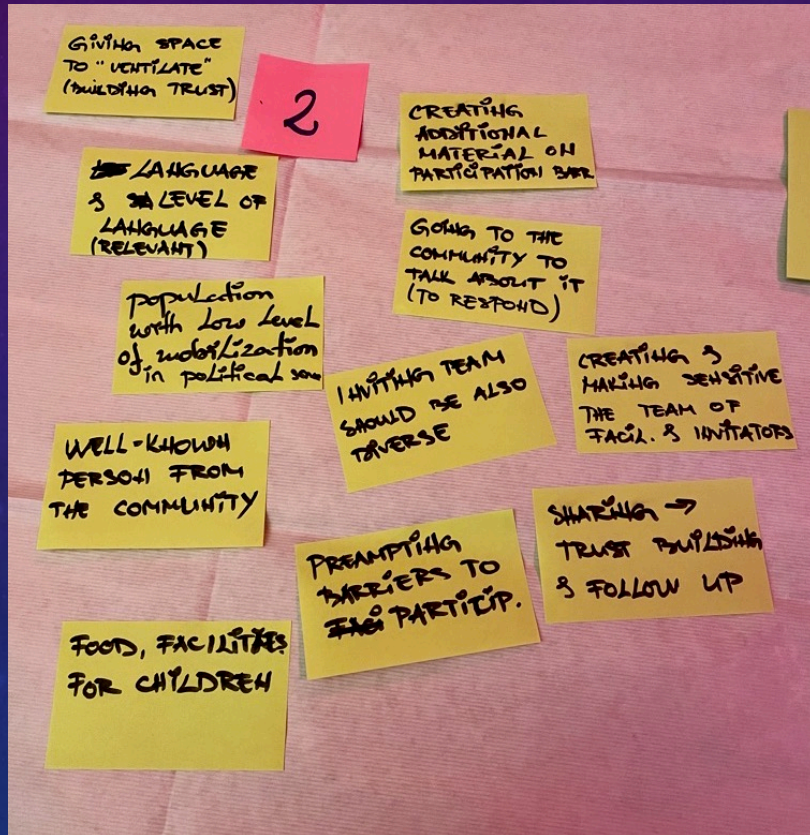 GIVING SPACE
TO "VENTILATE"
(BUILDING TRUST)
2
LANGUAGE
& LEVEL OF
LANGUAGE
(RELEVANT)
population
with low level
of mobilization
in political
WELL-KNOWN
PERSON FROM
THE COMMUNITY
FOOD, FACILITIES
FOR CHILDREN
CREATING
ADDITIONAL
MATERIAL ON
PARTICIPATION BARR
GOING TO THE
COMMUNITY TO
TALK ABOUT IT
(TO RESPOND)
INVITING TEAM
SHOULD BE ALSO
DIVERSE
CREATING &
MAKING SENSITIVE
THE TEAM OF
FACIL. & INVITATORS
PREAMPTING
BARRIERS TO
PARTICIP.
SHARING →
TRUST BUILDING
& FOLLOW UP